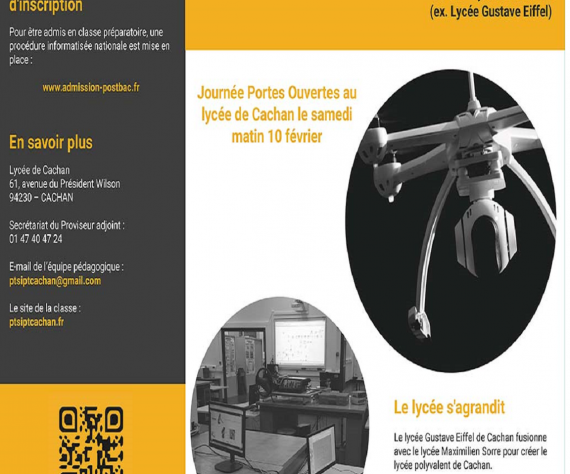 d'inscription
Pour être admis en classe préparatoire, une
procédure informatisée nationale est mise en
place :
www.admission-postbac.fr
En savoir plus
Lycée de Cachan
61, avenue du Président Wilson
94230 – CACHAN
Secrétariat du Proviseur adjoint :
01 47 40 47 24
E-mail de l'équipe pédagogique :
ptsiptcachan@gmail.com
Le site de la classe :
ptsiptcachan.fr
(ex. Lycée Gustave Eiffel)
Journée Portes Ouvertes au
lycée de Cachan le samedi
matin 10 février
Le lycée s'agrandit
Le lycée Gustave Eiffel de Cachan fusionne
avec le lycée Maximilien Sorre pour créer le
lycée polyvalent de Cachan.